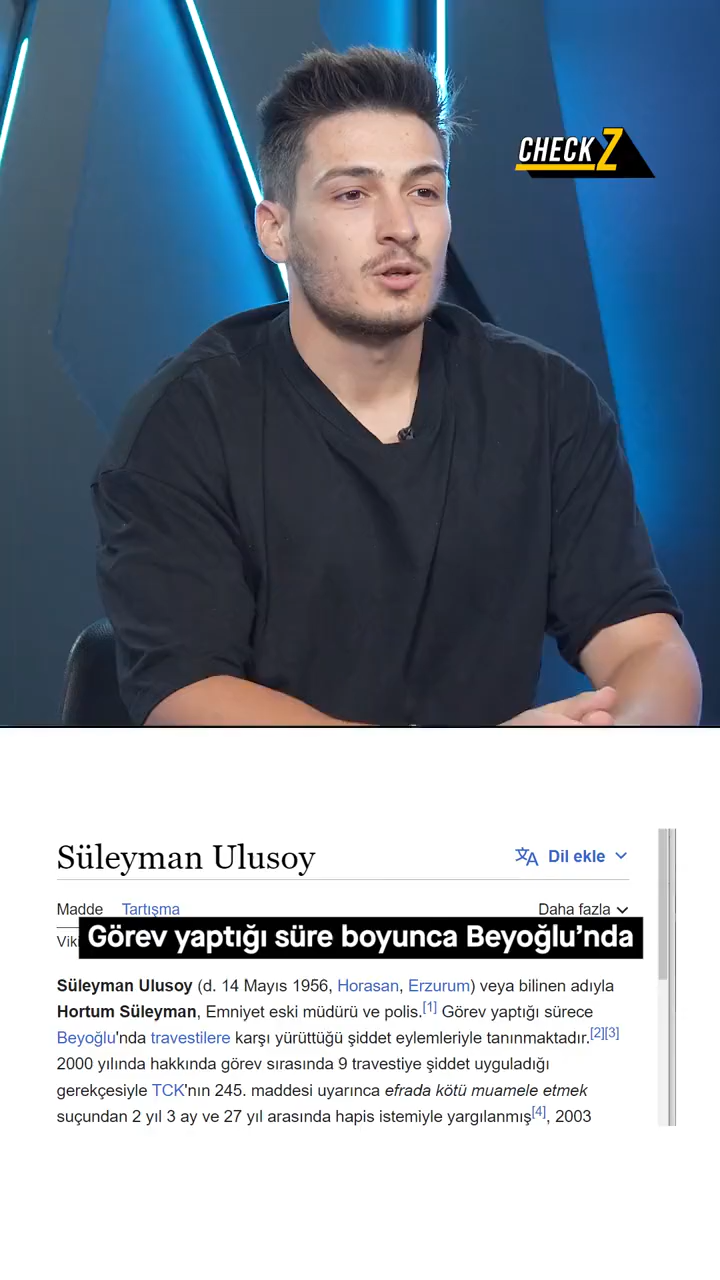 CHECK Z
Süleyman Ulusoy
Dil ekle
Madde Tartışma Daha fazla
Viki
Görev yaptığı süre boyunca Beyoğlu’nda
Süleyman Ulusoy (d. 14 Mayıs 1956, Horasan, Erzurum) veya bilinen adıyla
Hortum Süleyman, Emniyet eski müdürü ve polis.[1] Görev yaptığı sürece
Beyoğlu'nda travestilere karşı yürüttüğü şiddet eylemleriyle tanınmaktadır.[2][3]
2000 yılında hakkında görev sırasında 9 travestiye şiddet uyguladığı
gerekçesiyle TCK'nın 245. maddesi uyarınca efrada kötü muamele etmek
suçundan 2 yıl 3 ay ve 27 yıl arasında hapis istemiyle yargılanmış[4], 2003